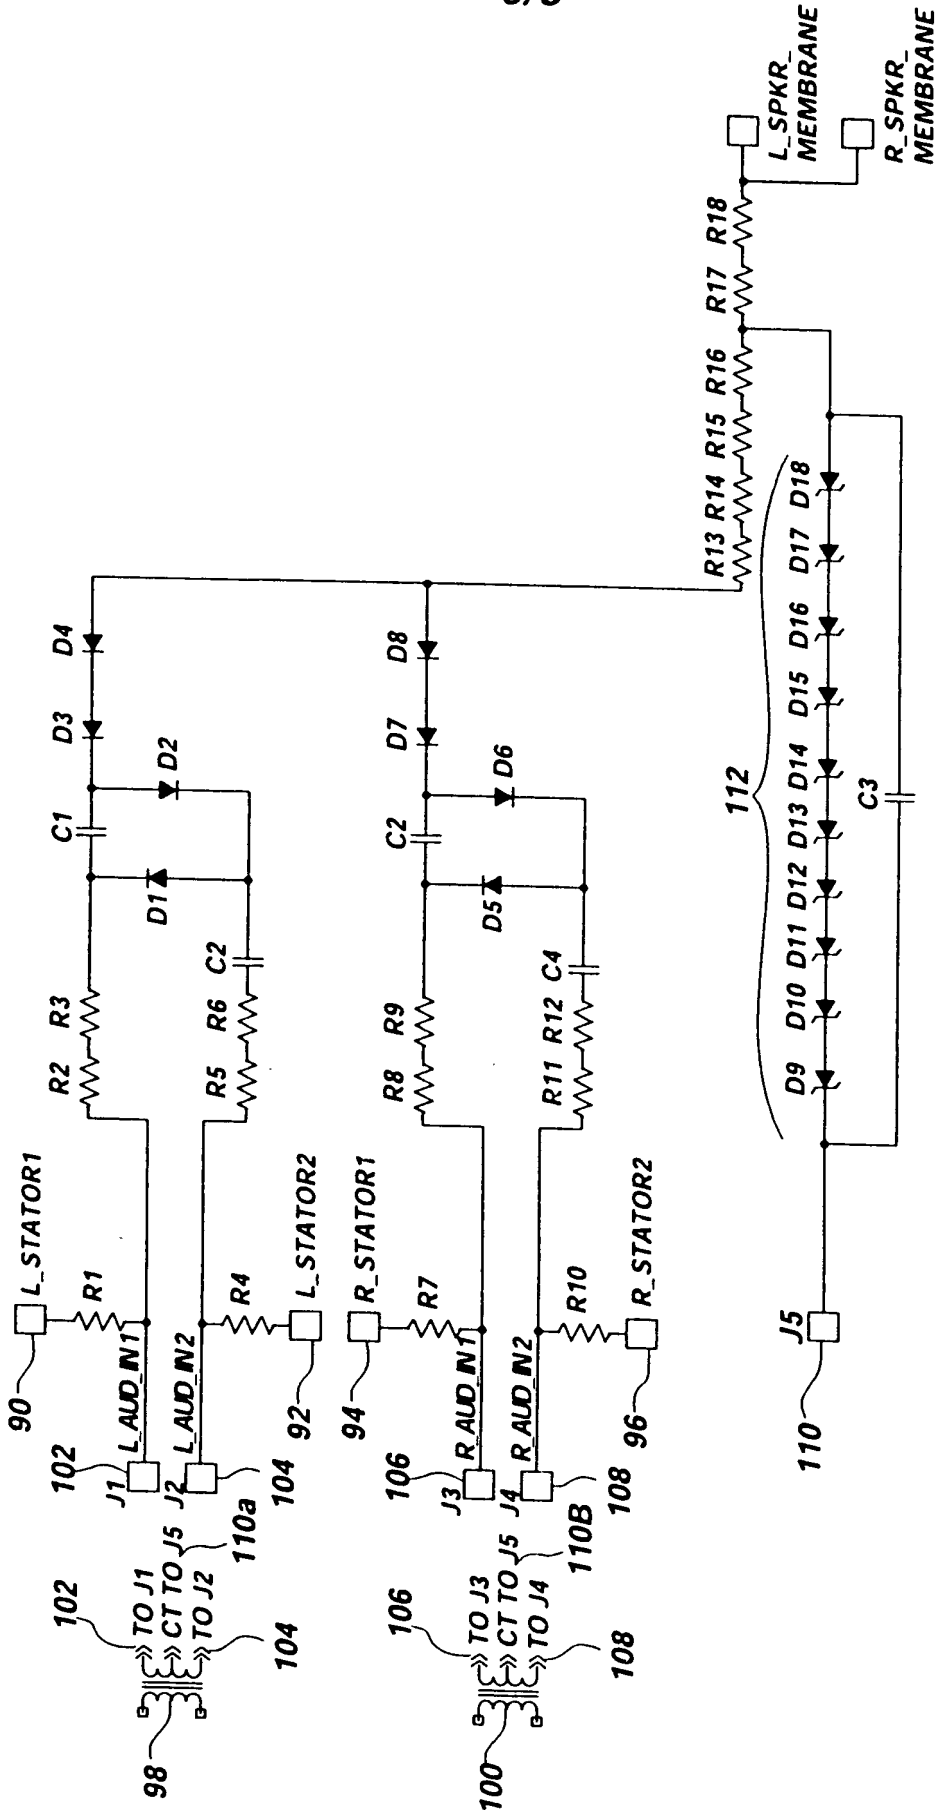 98
102
TO J1
CT TO J5
TO J2
104
110a
90
L_STATOR1
R1
102
J1
L_AUD_IN1
J2
L_AUD_IN2
104
R4
92
L_STATOR2
R2
R3
R5
R6
C2
D1
C1
D2
D3
D4
100
106
TO J3
CT TO J5
TO J4
108
110B
94
R_STATOR1
R7
106
J3
R_AUD_IN1
J4
R_AUD_IN2
108
R10
96
R_STATOR2
R8
R9
R11
R12
C4
D5
C2
D6
D7
D8
R13
R14
R15
R16
R17
R18
L_SPKR_
MEMBRANE
R_SPKR_
MEMBRANE
112
110
J5
D9
D10
D11
D12
D13
D14
D15
D16
D17
D18
C3